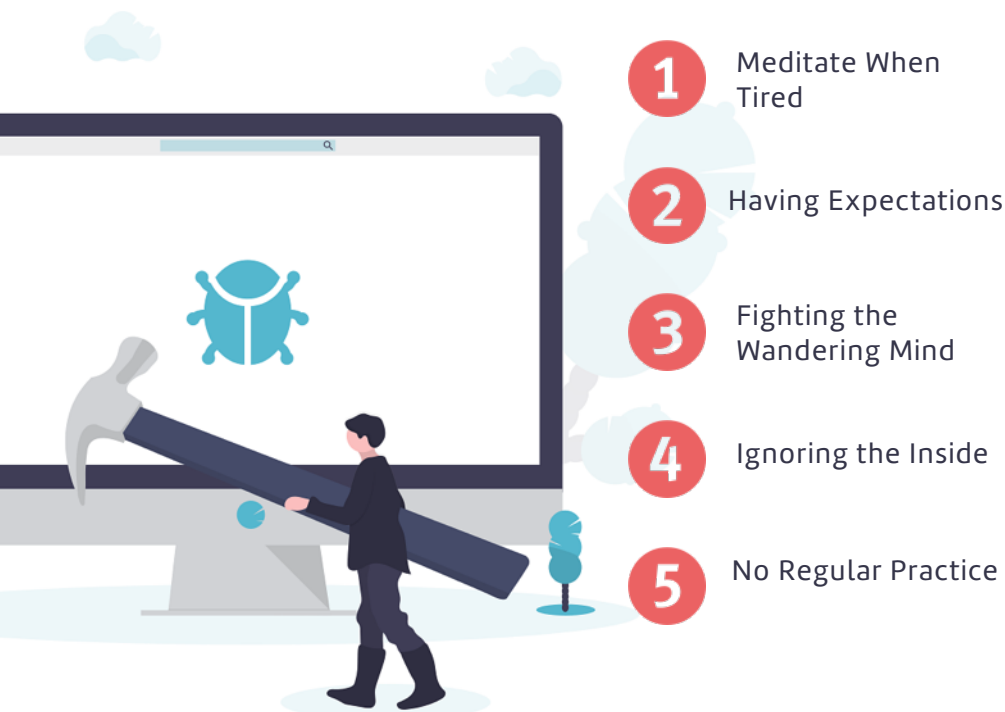 1
Meditate When
Tired
2
Having Expectations
3
Fighting the
Wandering Mind
4
Ignoring the Inside
5
No Regular Practice